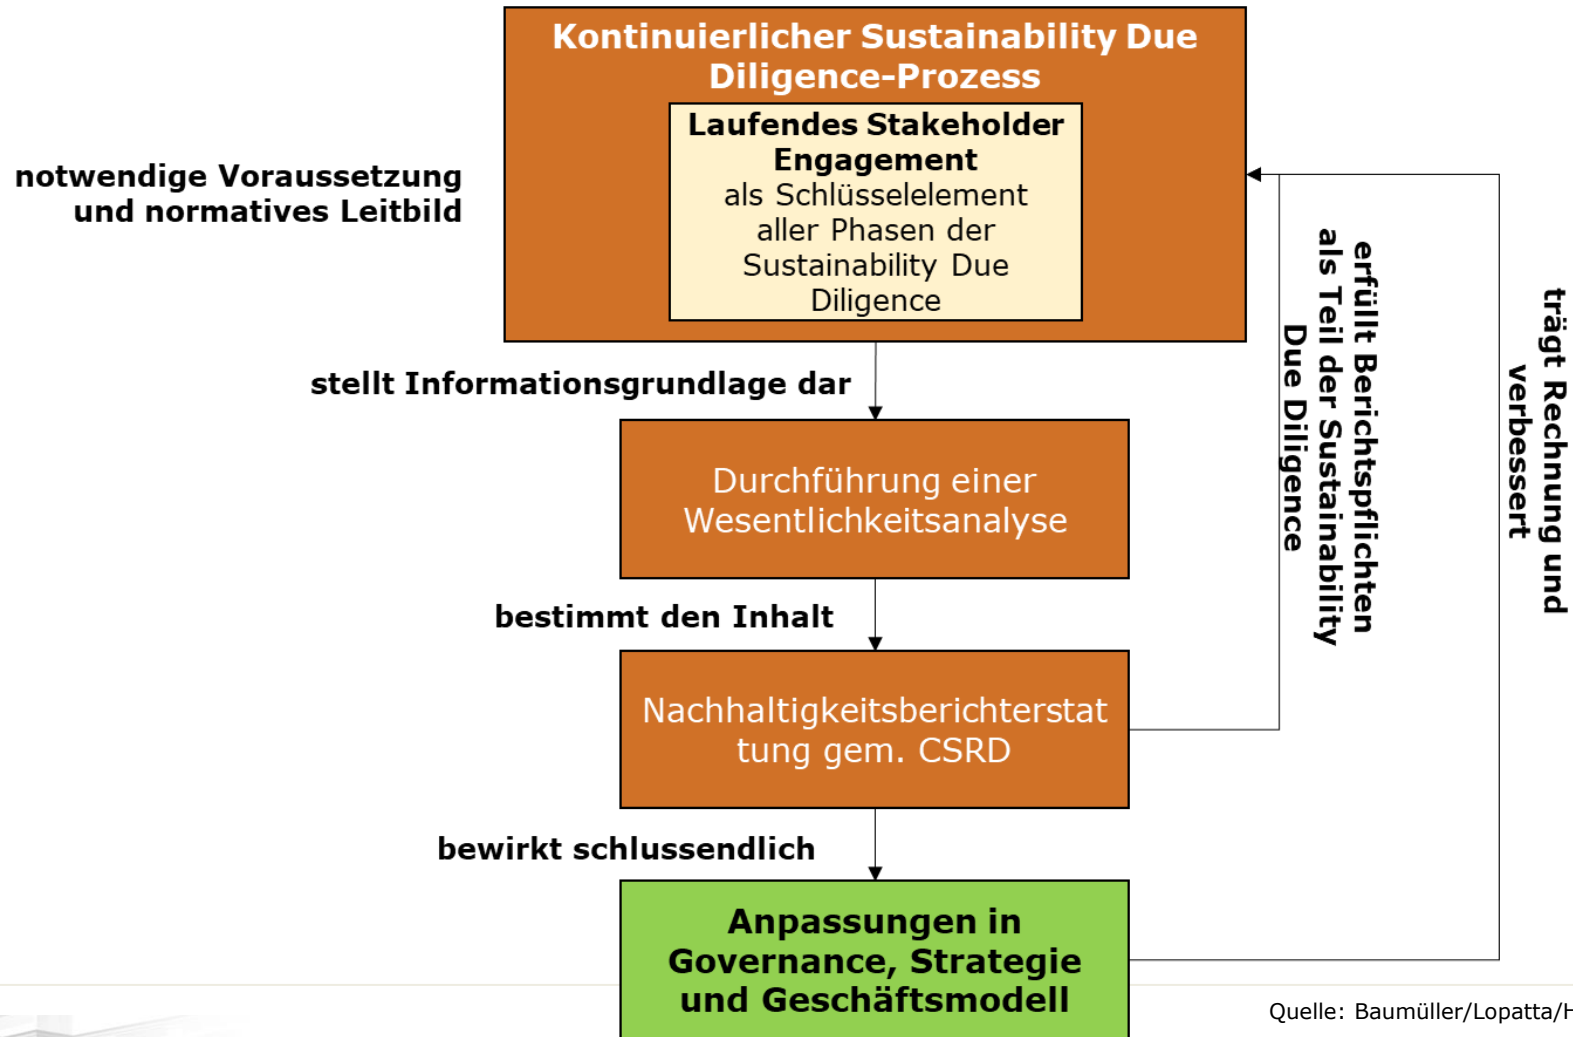 Kontinuierlicher Sustainability Due
Diligence-Prozess
Laufendes Stakeholder
Engagement
als Schlüsselelement
aller Phasen der
Sustainability Due
Diligence
notwendige Voraussetzung
und normatives Leitbild
stellt Informationsgrundlage dar
Durchführung einer
Wesentlichkeitsanalyse
bestimmt den Inhalt
Nachhaltigkeitsberichterstat
tung gem. CSRD
bewirkt schlussendlich
Anpassungen in
Governance, Strategie
und Geschäftsmodell
erfüllt Berichtspflichten
als Teil der Sustainability
Due Diligence
trägt Rechnung und
verbessert
Quelle: Baumüller/Lopatta/H